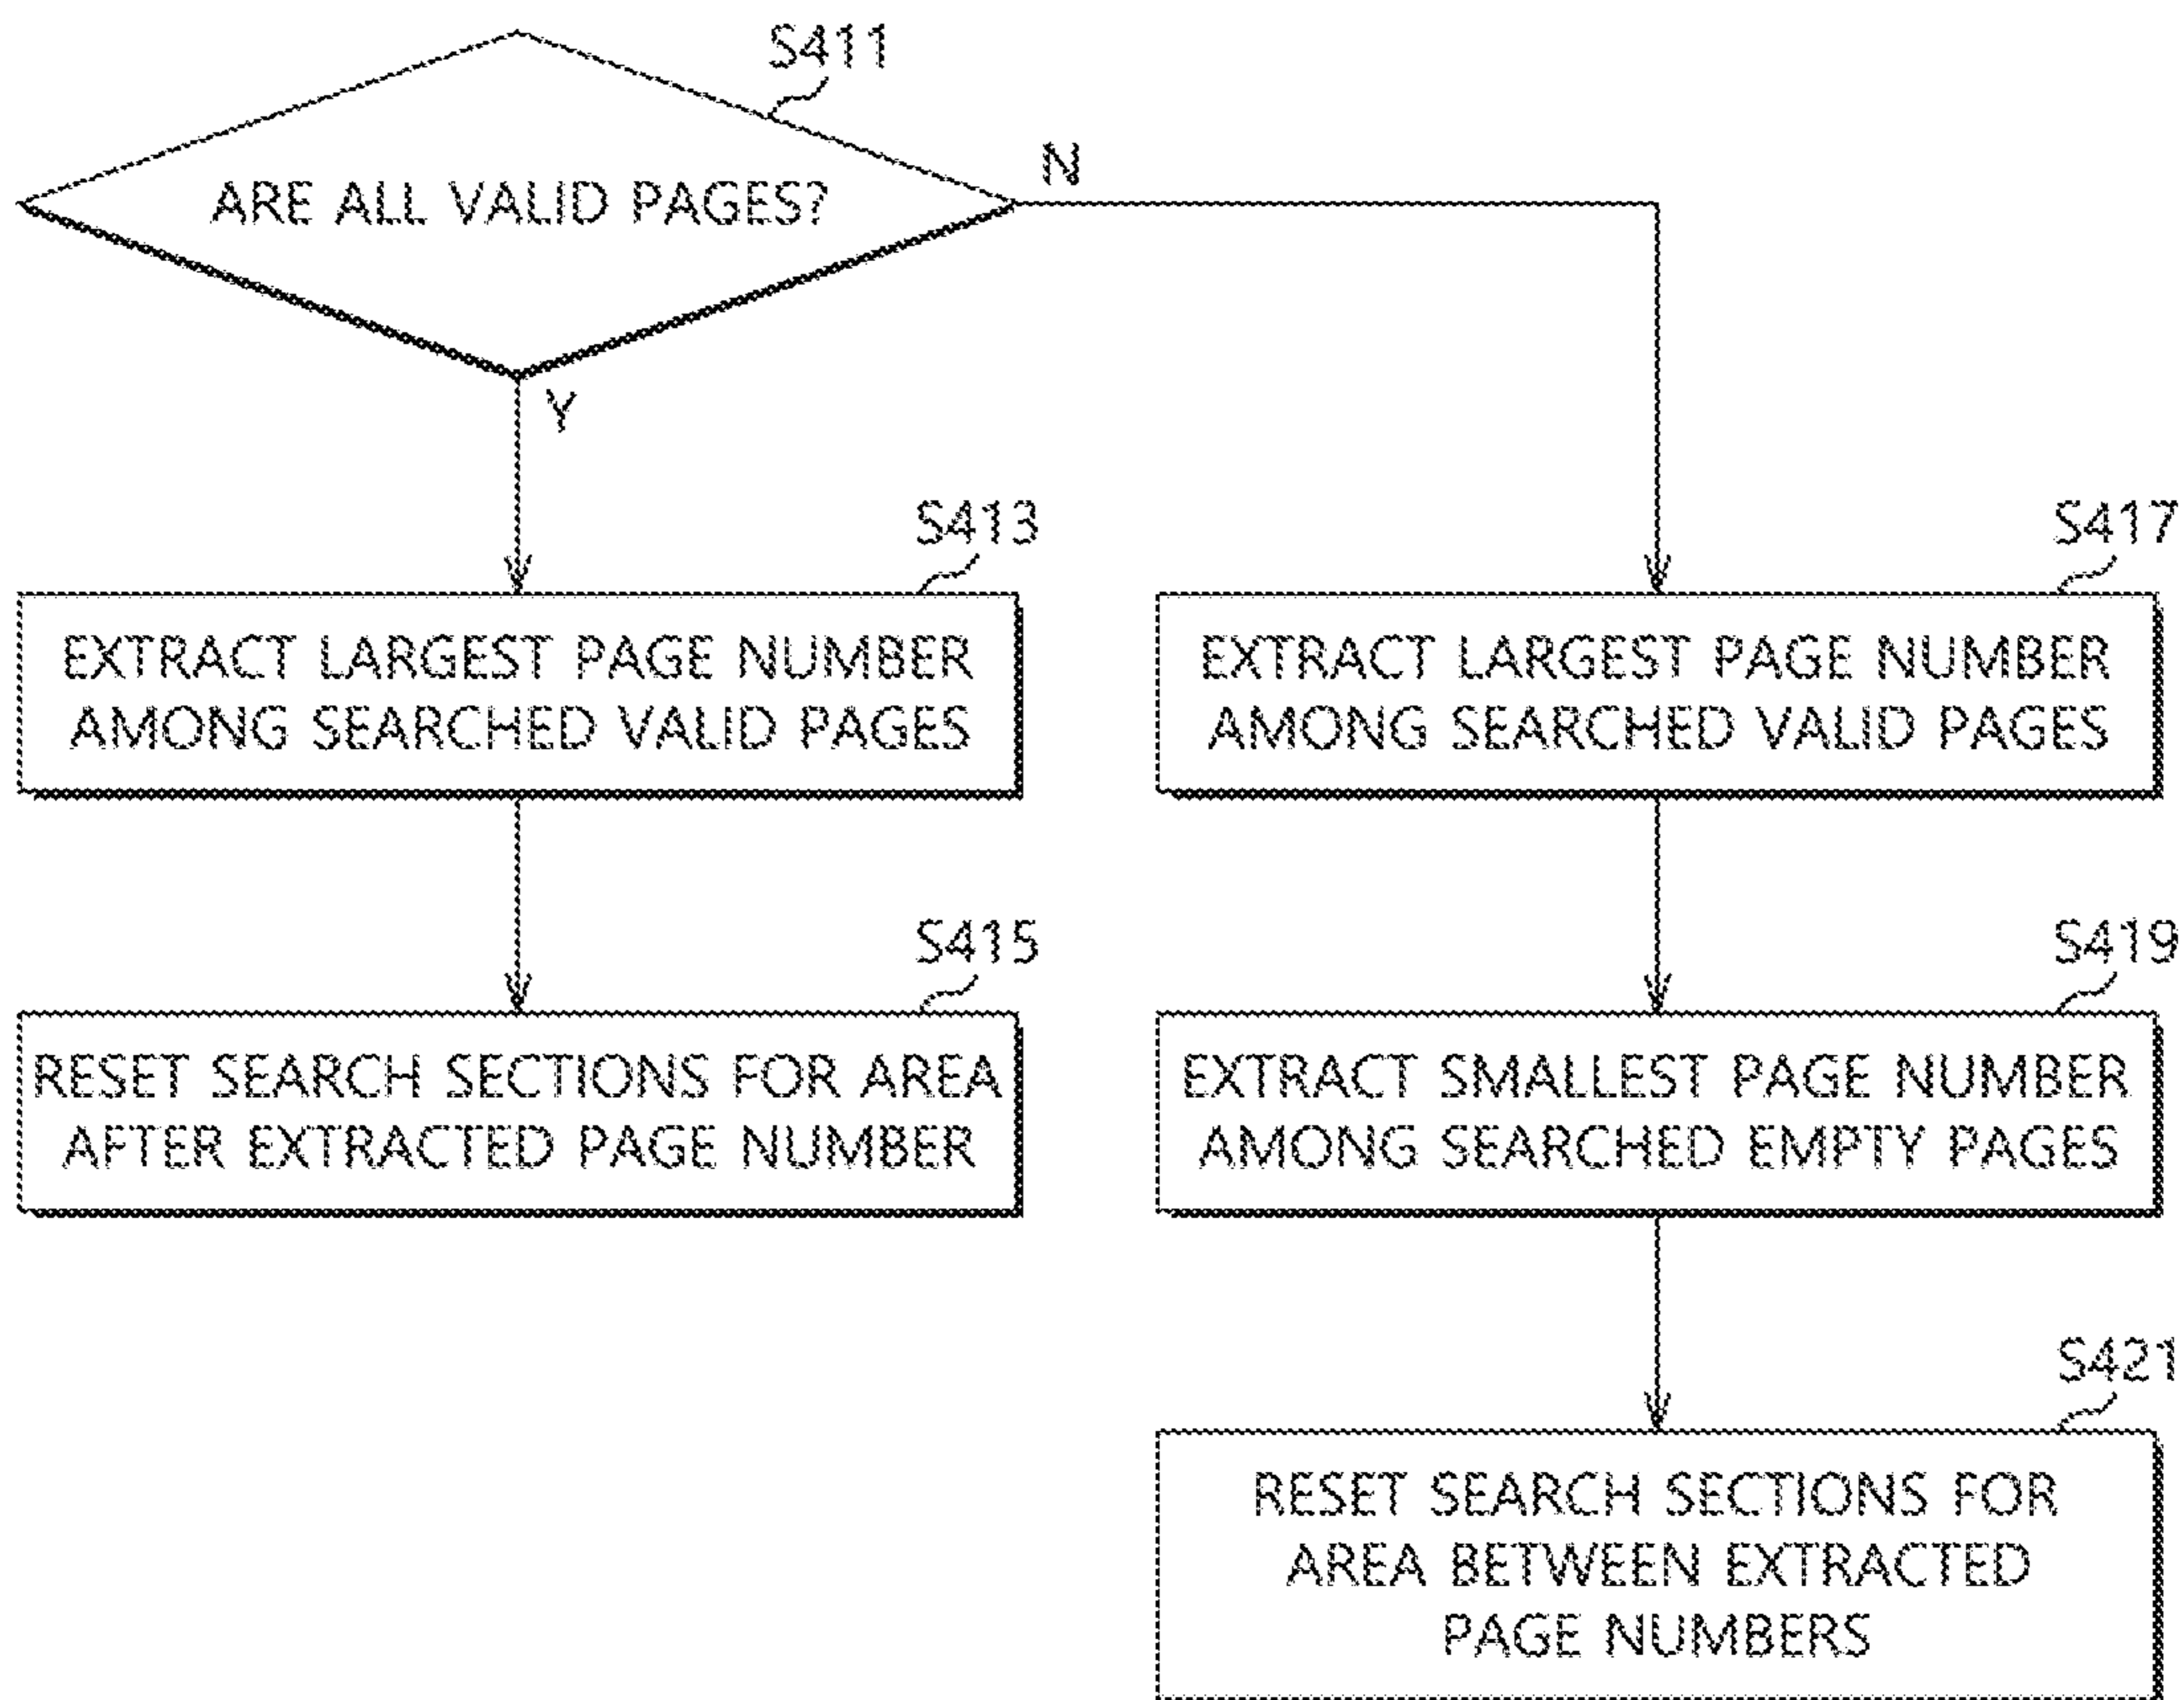 S411
N
ARE ALL VALID PAGES?
Y
S413
EXTRACT LARGEST PAGE NUMBER
AMONG SEARCHED VALID PAGES
S417
EXTRACT LARGEST PAGE NUMBER
AMONG SEARCHED VALID PAGES
S415
RESET SEARCH SECTIONS FOR AREA
AFTER EXTRACTED PAGE NUMBER
S419
EXTRACT SMALLEST PAGE NUMBER
AMONG SEARCHED EMPTY PAGES
S421
RESET SEARCH SECTIONS FOR
AREA BETWEEN EXTRACTED
PAGE NUMBERS